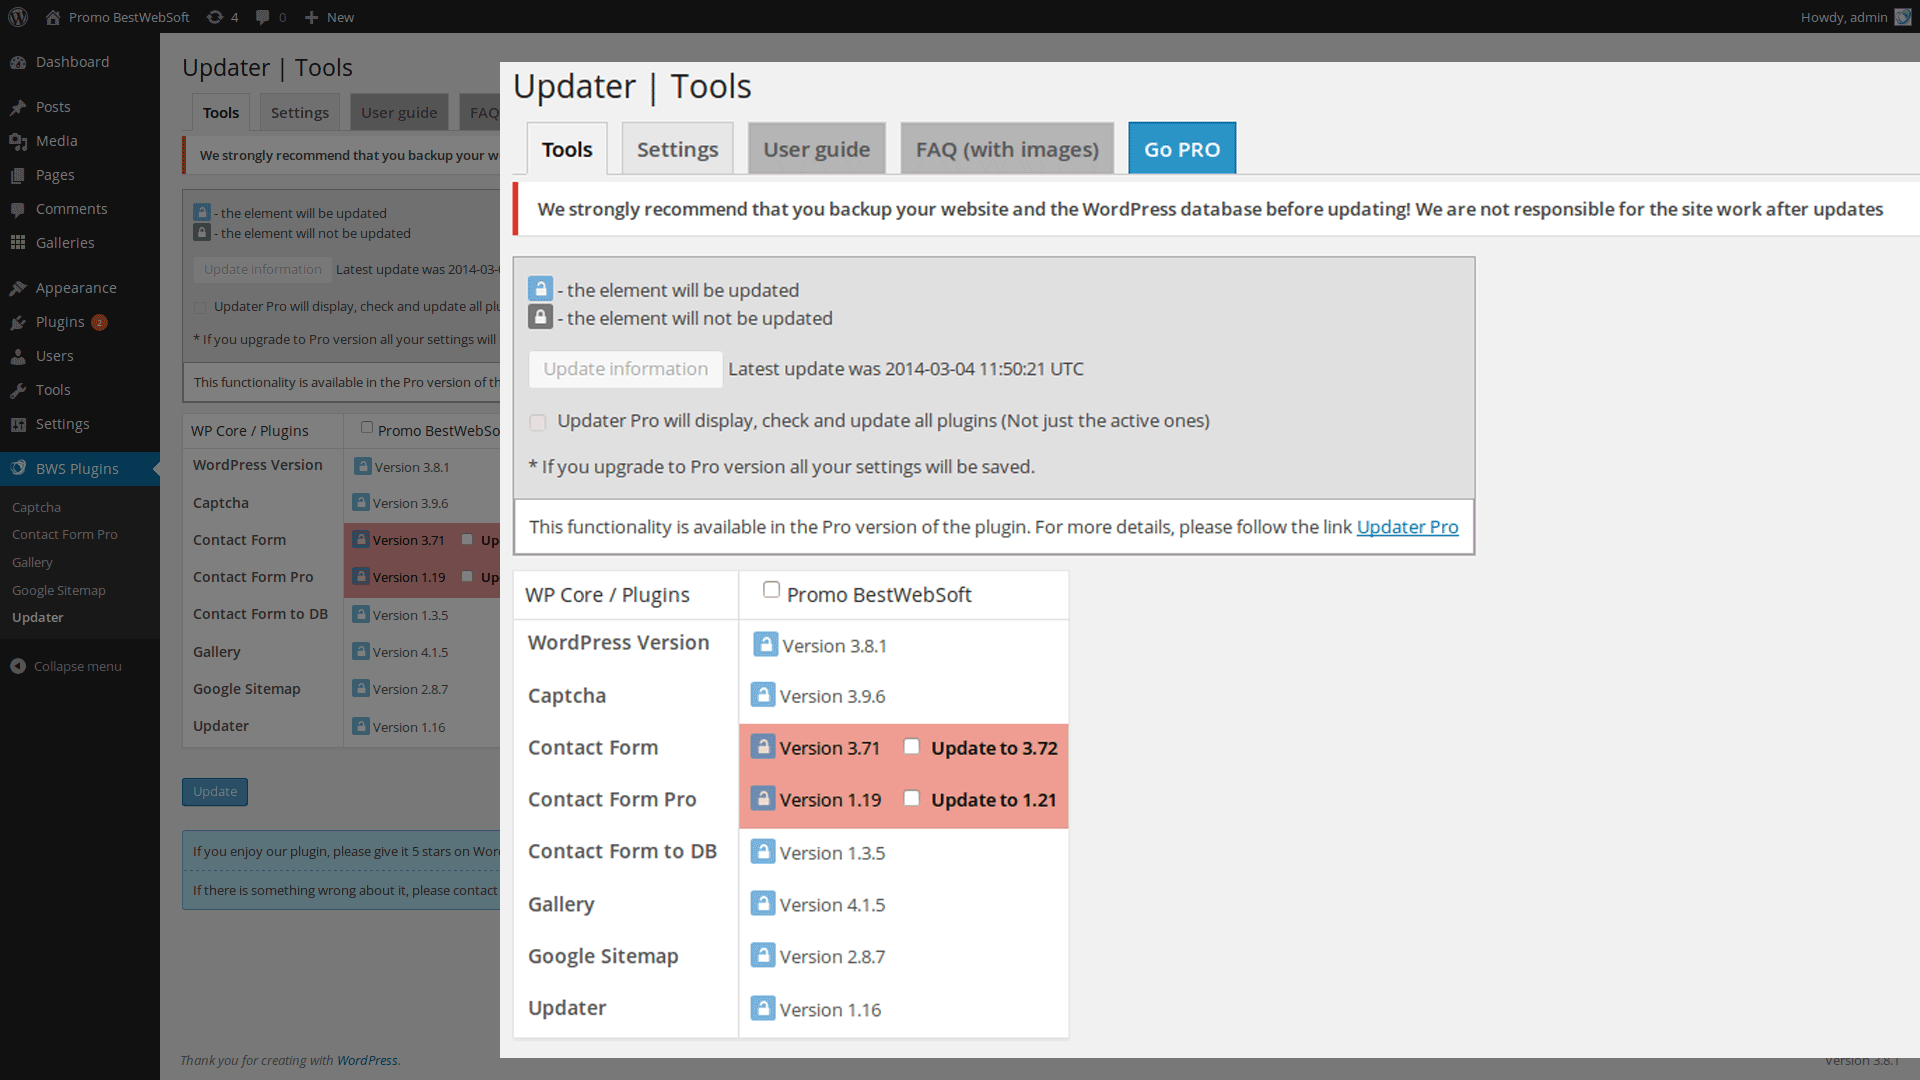 Promo BestWebSoft 4 0 New Howdy, admin
Dashboard
Posts
Media
Pages
Comments
Galleries
Appearance
Plugins 2
Users
Tools
Settings
BWS Plugins
Captcha
Contact Form Pro
Gallery
Google Sitemap
Updater
Collapse menu
Updater | Tools
Tools Settings User guide FAQ
We strongly recommend that you backup your w
- the element will be updated
- the element will not be updated
Update information Latest update was 2014-03-
Updater Pro will display, check and update all plu
* If you upgrade to Pro version all your settings will
This functionality is available in the Pro version of th
WP Core / Plugins Promo BestWebSo
WordPress Version Version 3.8.1
Captcha Version 3.9.6
Contact Form Version 3.71 Up
Contact Form Pro Version 1.19 Up
Contact Form to DB Version 1.3.5
Gallery Version 4.1.5
Google Sitemap Version 2.8.7
Updater Version 1.16
Update
If you enjoy our plugin, please give it 5 stars on Wor
If there is something wrong about it, please contact
Thank you for creating with WordPress.
Version 3.8.1
Updater | Tools
Tools Settings User guide FAQ (with images) Go PRO
We strongly recommend that you backup your website and the WordPress database before updating! We are not responsible for the site work after updates
- the element will be updated
- the element will not be updated
Update information Latest update was 2014-03-04 11:50:21 UTC
Updater Pro will display, check and update all plugins (Not just the active ones)
* If you upgrade to Pro version all your settings will be saved.
This functionality is available in the Pro version of the plugin. For more details, please follow the link Updater Pro
WP Core / Plugins Promo BestWebSoft
WordPress Version Version 3.8.1
Captcha Version 3.9.6
Contact Form Version 3.71 Update to 3.72
Contact Form Pro Version 1.19 Update to 1.21
Contact Form to DB Version 1.3.5
Gallery Version 4.1.5
Google Sitemap Version 2.8.7
Updater Version 1.16